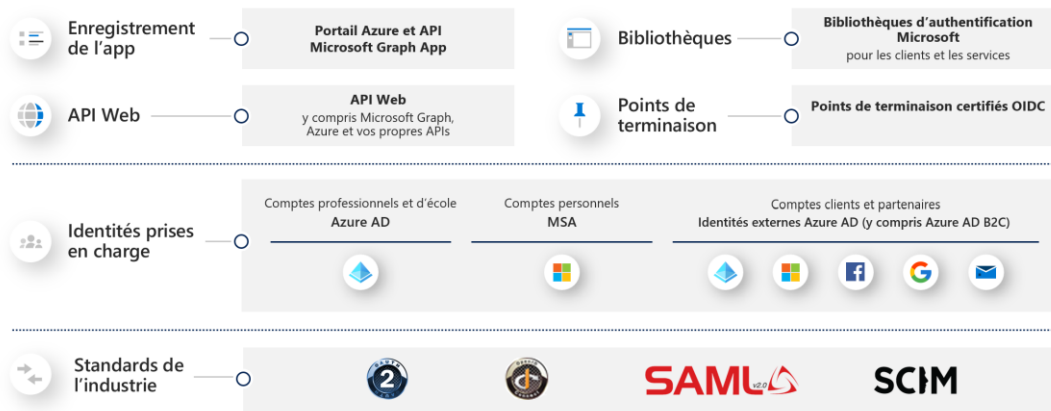 Enregistrement
de l'app
Portail Azure et API
Microsoft Graph App
Bibliothèques
Bibliothèques d'authentification
Microsoft
pour les clients et les services
API Web
API Web
y compris Microsoft Graph,
Azure et vos propres APIs
Points de
terminaison
Points de terminaison certifiés OIDC
Identités prises
en charge
Comptes professionnels et d'école
Azure AD
Comptes personnels
MSA
Comptes clients et partenaires
Identités externes Azure AD (y compris Azure AD B2C)
Standards de
l'industrie
2
SAML v2.0
SCIM